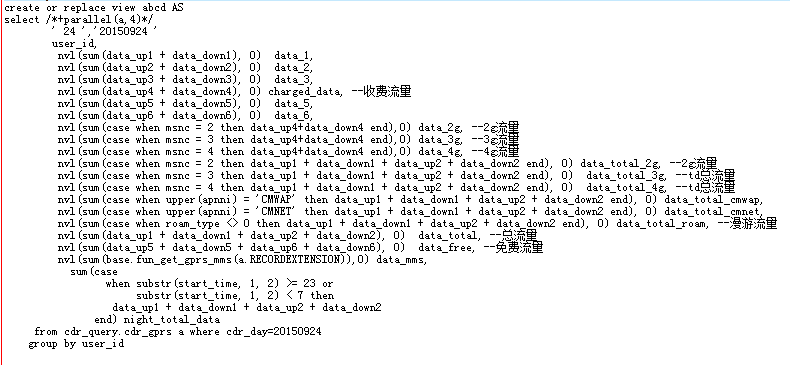 create or replace view abcd AS
select /*+parallel(a,4)*/
' 24 ','20150924 '
user_id,
nvl(sum(data_up1 + data_down1), 0) data_1,
nvl(sum(data_up2 + data_down2), 0) data_2,
nvl(sum(data_up3 + data_down3), 0) data_3,
nvl(sum(data_up4 + data_down4), 0) charged_data, --收费流量
nvl(sum(data_up5 + data_down5), 0) data_5,
nvl(sum(data_up6 + data_down6), 0) data_6,
nvl(sum(case when msnc = 2 then data_up4+data_down4 end),0) data_2g, --2g流量
nvl(sum(case when msnc = 3 then data_up4+data_down4 end),0) data_3g, --3g流量
nvl(sum(case when msnc = 4 then data_up4+data_down4 end),0) data_4g, --4g流量
nvl(sum(case when msnc = 2 then data_up1 + data_down1 + data_up2 + data_down2 end), 0) data_total_2g, --2g流量
nvl(sum(case when msnc = 3 then data_up1 + data_down1 + data_up2 + data_down2 end), 0) data_total_3g, --td总流量
nvl(sum(case when msnc = 4 then data_up1 + data_down1 + data_up2 + data_down2 end), 0) data_total_4g, --td总流量
nvl(sum(case when upper(apnni) = 'CMWAP' then data_up1 + data_down1 + data_up2 + data_down2 end), 0) data_total_cmwap,
nvl(sum(case when upper(apnni) = 'CMNET' then data_up1 + data_down1 + data_up2 + data_down2 end), 0) data_total_cmnet,
nvl(sum(case when roam_type <> 0 then data_up1 + data_down1 + data_up2 + data_down2 end), 0) data_total_roam, --漫游流量
nvl(sum(data_up1 + data_down1 + data_up2 + data_down2), 0) data_total, --总流量
nvl(sum(data_up5 + data_down5 + data_up6 + data_down6), 0) data_free, --免费流量
nvl(sum(base.fun_get_gprs_mms(a.RECORDEXTENSION)),0) data_mms,
sum(case
when substr(start_time, 1, 2) >= 23 or
substr(start_time, 1, 2) < 7 then
data_up1 + data_down1 + data_up2 + data_down2
end) night_total_data
from cdr_query.cdr_gprs a where cdr_day=20150924
group by user_id